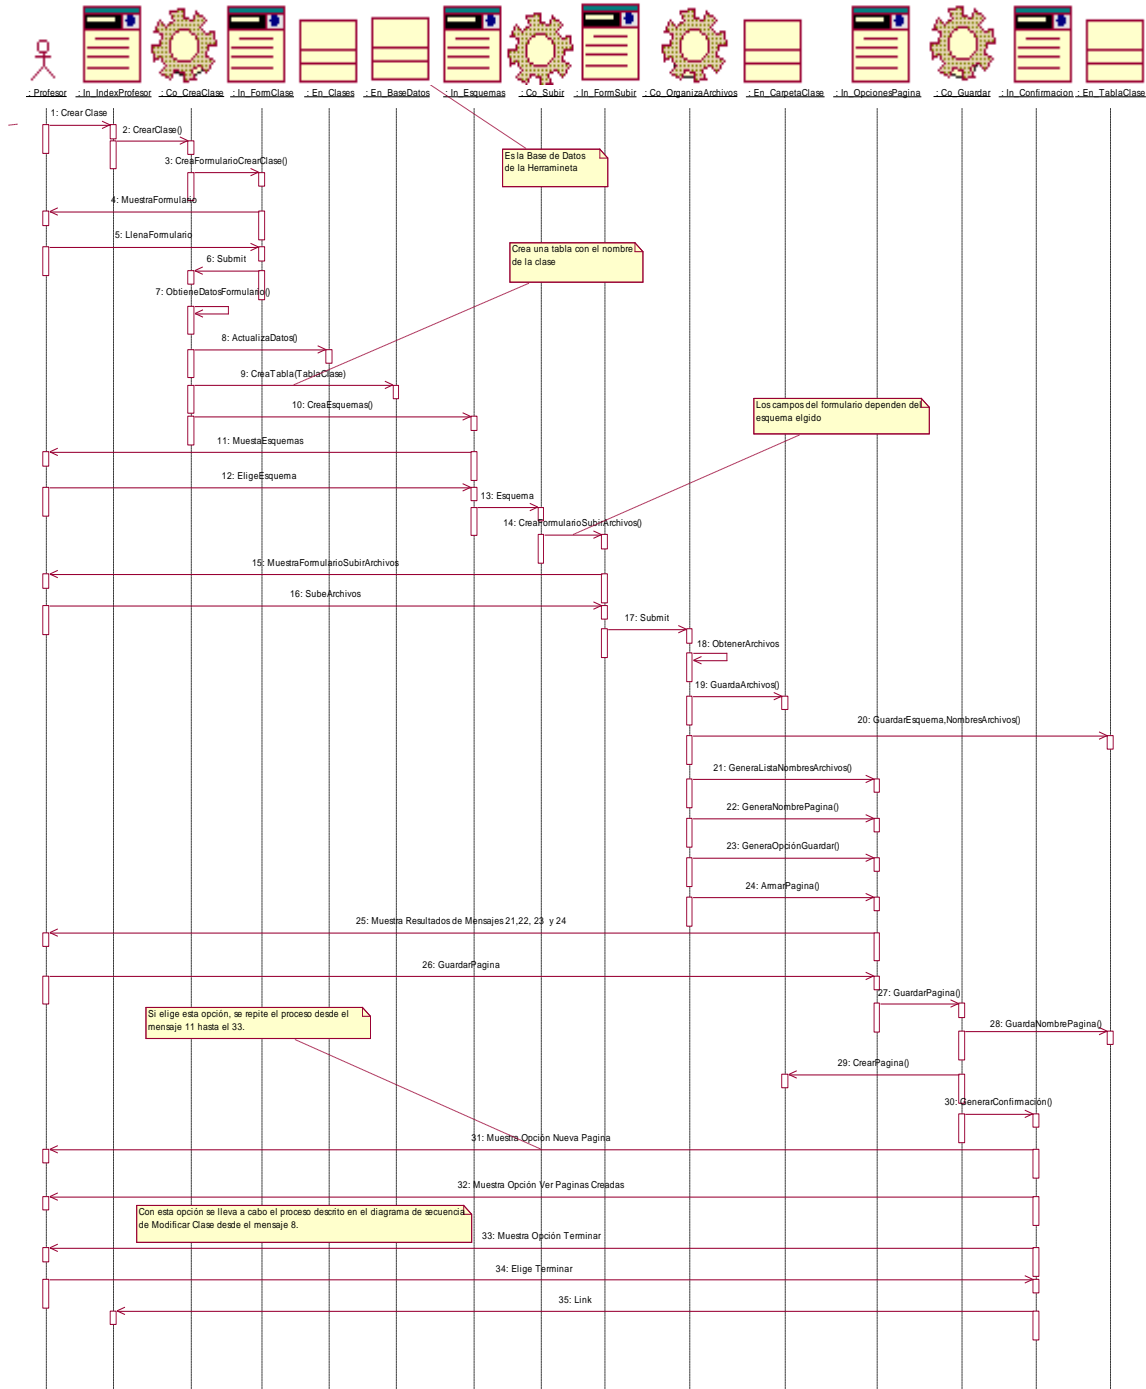 : Profesor
: In_IndexProfesor
: Co_CreaClase
: In_FormClase
: En_Clases
: En_BaseDatos
: In_Esquemas
: Co_Subir
: In_FormSubir
: Co_OrganizaArchivos
: En_CarpetaClase
: In_OpcionesPagina
: Co_Guardar
: In_Confirmacion
: En_TablaClase
1: Crear Clase
2: CrearClase()
3: CreaFormularioCrearClase()
Es la Base de Datos
de la Herramineta
4: MuestraFormulario
5: LlenaFormulario
Crea una tabla con el nombre
de la clase
6: Submit
7: ObtieneDatosFormulario()
8: ActualizaDatos()
9: CreaTabla(TablaClase)
10: CreaEsquemas()
Los campos del formulario dependen del
esquema elgido
11: MuestaEsquemas
12: EligeEsquema
13: Esquema
14: CreaFormularioSubirArchivos()
15: MuestraFormularioSubirArchivos
16: SubeArchivos
17: Submit
18: ObtenerArchivos
19: GuardaArchivos()
20: GuardarEsquema,NombresArchivos()
21: GeneraListaNombresArchivos()
22: GeneraNombrePagina()
23: GeneraOpciónGuardar()
24: ArmarPagina()
25: Muestra Resultados de Mensajes 21,22, 23 y 24
26: GuardarPagina
27: GuardarPagina()
Si elige esta opción, se repite el proceso desde el
mensaje 11 hasta el 33.
28: GuardaNombrePagina()
29: CrearPagina()
30: GenerarConfirmación()
31: Muestra Opción Nueva Pagina
32: Muestra Opción Ver Paginas Creadas
Con esta opción se lleva a cabo el proceso descrito en el diagrama de secuencia
de Modificar Clase desde el mensaje 8.
33: Muestra Opción Terminar
34: Elige Terminar
35: Link